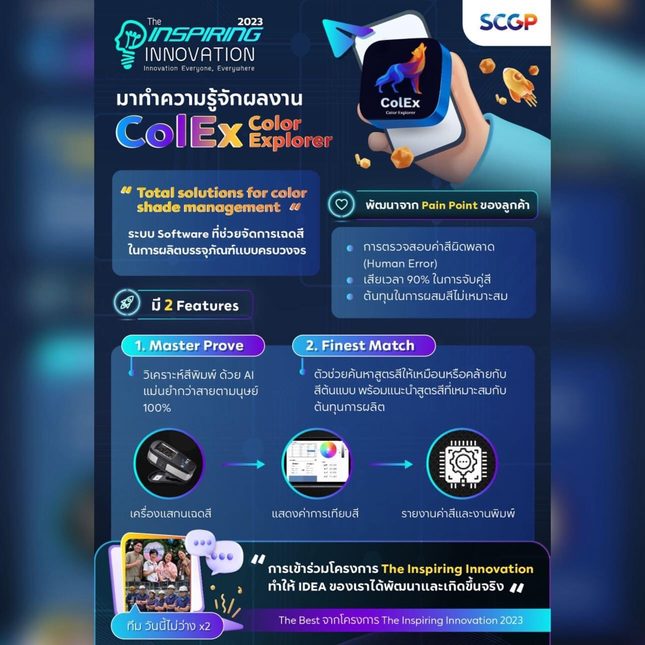 The INSPIRING 2023
INNOVATION
Innovation Everyone, Everywhere
SCGP
ColEx
Color Explorer
มาทำความรู้จักผลงาน
ColEx Color
Explorer
“ Total solutions for color
shade management “
ระบบ Software ที่ช่วยจัดการเฉดสี
ในการผลิตบรรจุภัณฑ์แบบครบวงจร
พัฒนาจาก Pain Point ของลูกค้า
การตรวจสอบค่าสีผิดพลาด
(Human Error)
เสียเวลา 90% ในการจับคู่สี
ต้นทุนในการผสมสีไม่เหมาะสม
มี 2 Features
1. Master Prove
วิเคราะห์สีพิมพ์ ด้วย AI
แม่นยำกว่าสายตามนุษย์
100%
2. Finest Match
ตัวช่วยค้นหาสูตรสีให้เหมือนหรือคล้ายกับ
สีต้นแบบ พร้อมแนะนำสูตรสีที่เหมาะสมกับ
ต้นทุนการผลิต
เครื่องแสกนเฉดสี
แสดงค่าการเทียบสี
รายงานค่าสีและงานพิมพ์
“ การเข้าร่วมโครงการ The Inspiring Innovation
ทำให้ IDEA ของเราได้พัฒนาและเกิดขึ้นจริง “
ทีม วันนี้ไม่ว่าง x2
The Best จากโครงการ The Inspiring Innovation 2023